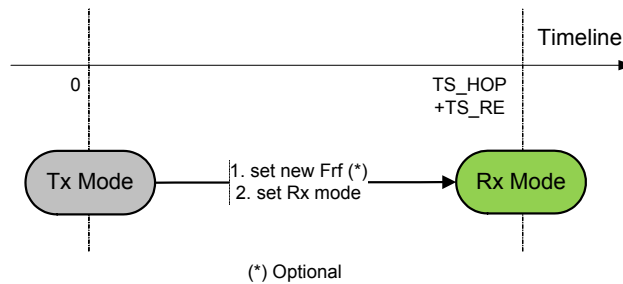 Timeline
0
TS_HOP
+TS_RE
Tx Mode
1. set new Frf (*)
2. set Rx mode
Rx Mode
(*) Optional